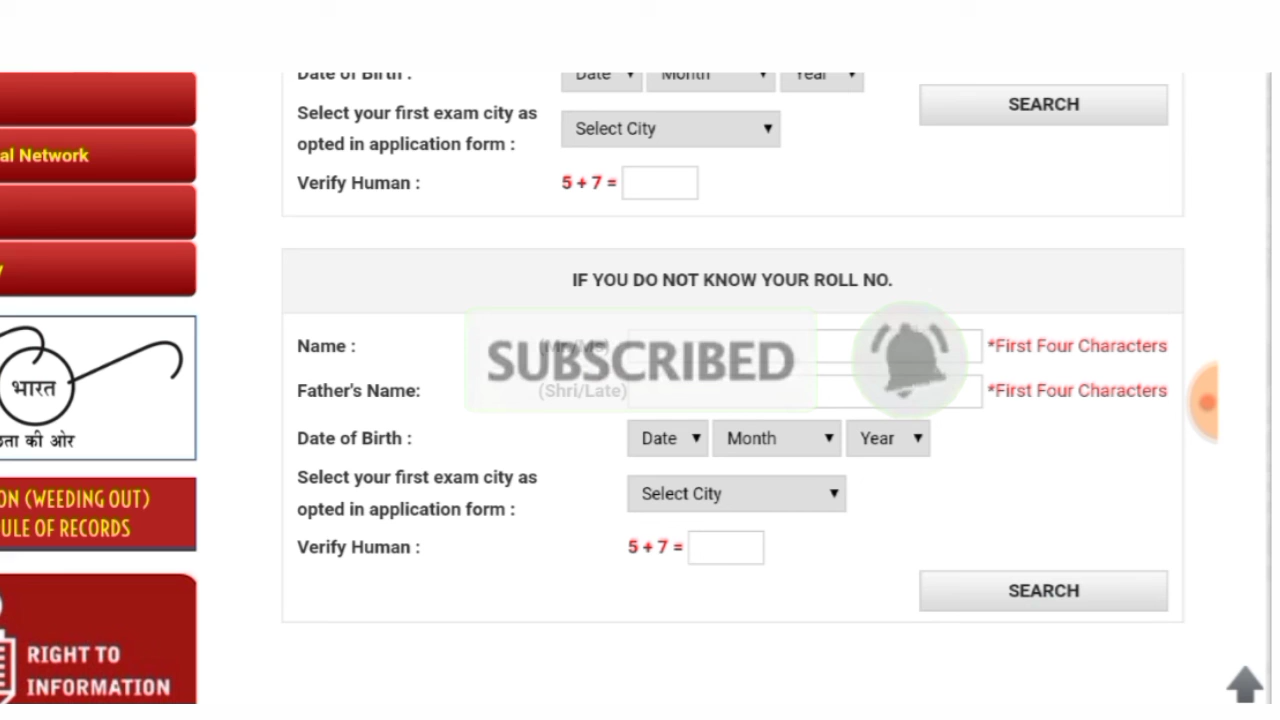 Date of Birth : Date Month Year
Select your first exam city as
opted in application form :
Select City
SEARCH
Verify Human : 5 + 7 =
al Network
y
IF YOU DO NOT KNOW YOUR ROLL NO.
Name : (Mr/Ms) *First Four Characters
SUBSCRIBED
Father's Name: (Shri/Late) *First Four Characters
Date of Birth : Date Month Year
Select your first exam city as
opted in application form :
Select City
Verify Human : 5 + 7 =
SEARCH
भारत
ता की ओर
ON (WEEDING OUT)
ULE OF RECORDS
RIGHT TO
INFORMATION